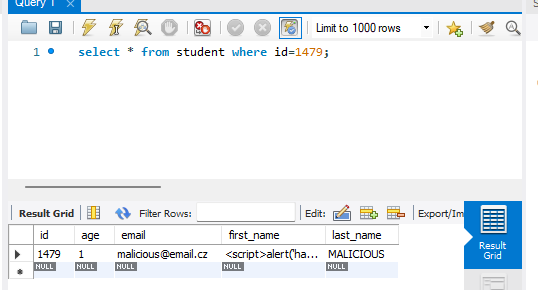 Query 1
Limit to 1000 rows
1 select * from student where id=1479;
Result Grid Filter Rows: Edit: Export/Im
id age email first_name last_name
1479 1 malicious@email.cz <script>alert('ha... MALICIOUS
NULL NULL NULL NULL NULL
Result
Grid